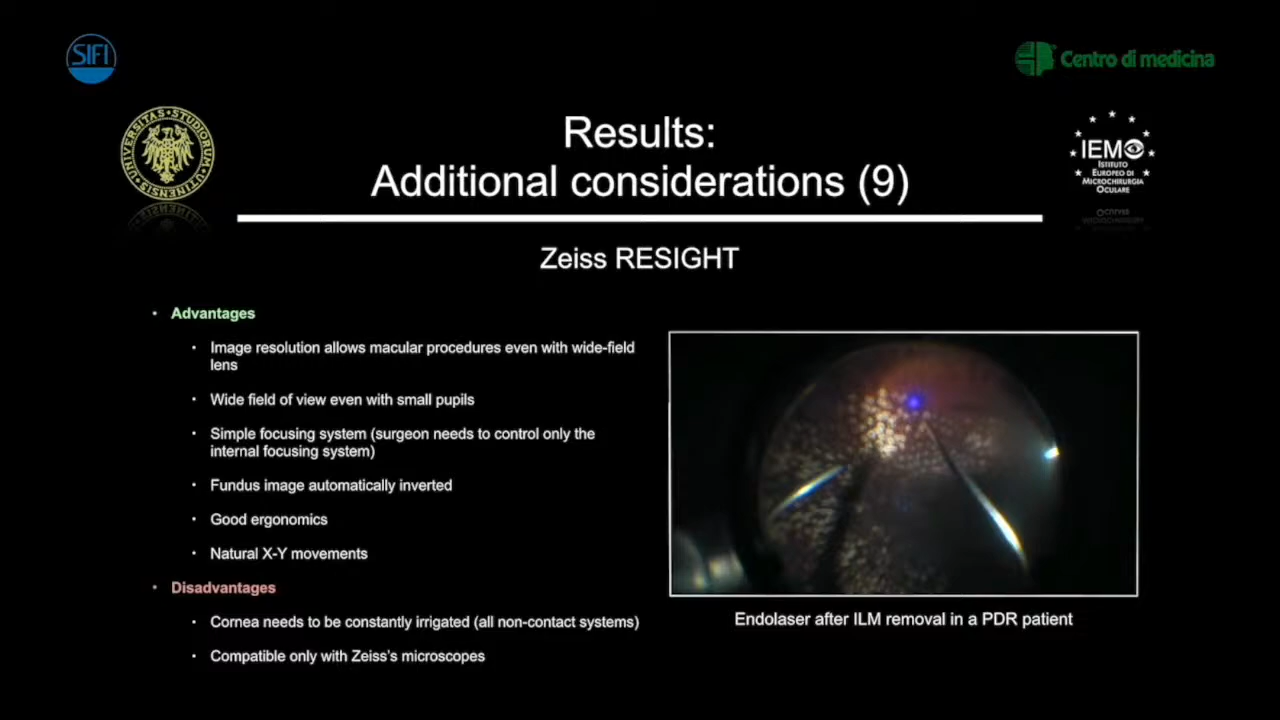 SIFI
Centro di medicina
UNIVERSITAS·STUDIORUM·UTINENSIS
IEMO
ISTITUTO
EUROPEO DI
MICROCHIRURGIA
OCULARE
Results:
Additional considerations (9)
Zeiss RESIGHT
• Advantages
• Image resolution allows macular procedures even with wide-field
lens
• Wide field of view even with small pupils
• Simple focusing system (surgeon needs to control only the
internal focusing system)
• Fundus image automatically inverted
• Good ergonomics
• Natural X-Y movements
• Disadvantages
• Cornea needs to be constantly irrigated (all non-contact systems)
• Compatible only with Zeiss's microscopes
Endolaser after ILM removal in a PDR patient